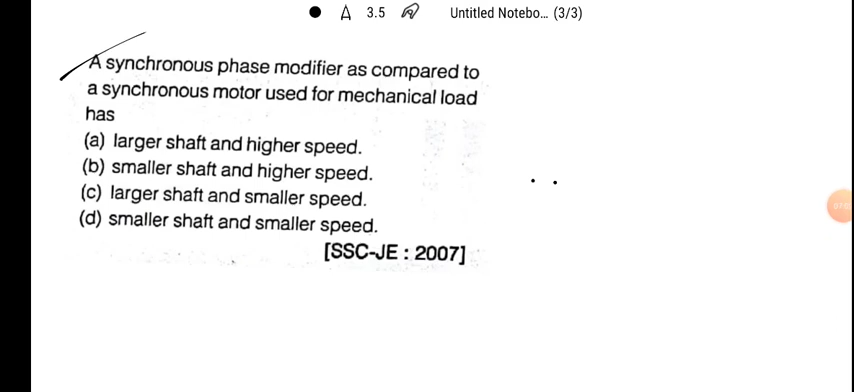 3.5 Untitled Notebo... (3/3)
A synchronous phase modifier as compared to
a synchronous motor used for mechanical load
has
(a) larger shaft and higher speed.
(b) smaller shaft and higher speed.
(c) larger shaft and smaller speed.
(d) smaller shaft and smaller speed.
[SSC-JE : 2007]